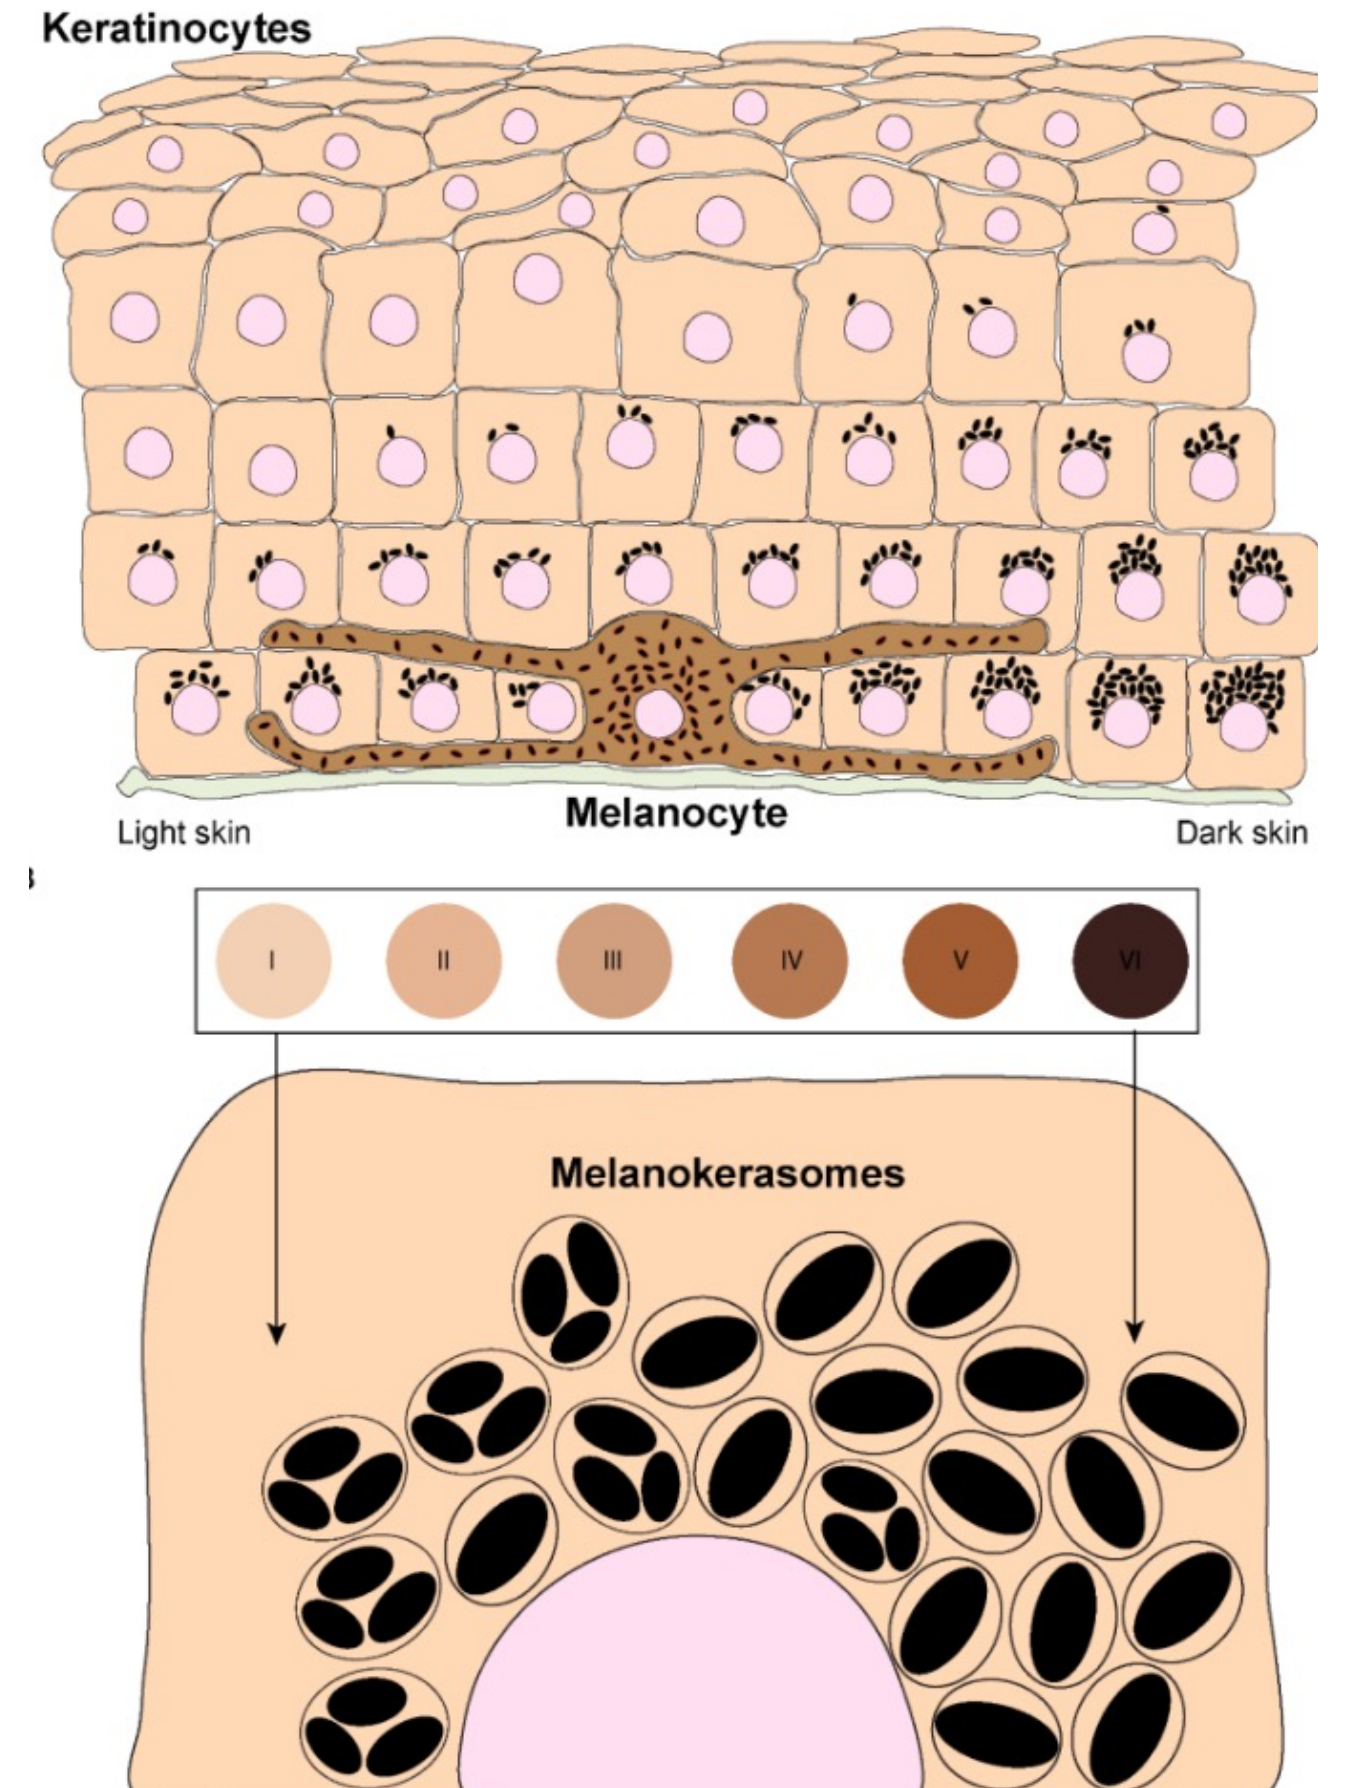 Keratinocytes
Melanocyte
Light skin
Dark skin
I
II
III
IV
V
VI
Melanokerasomes